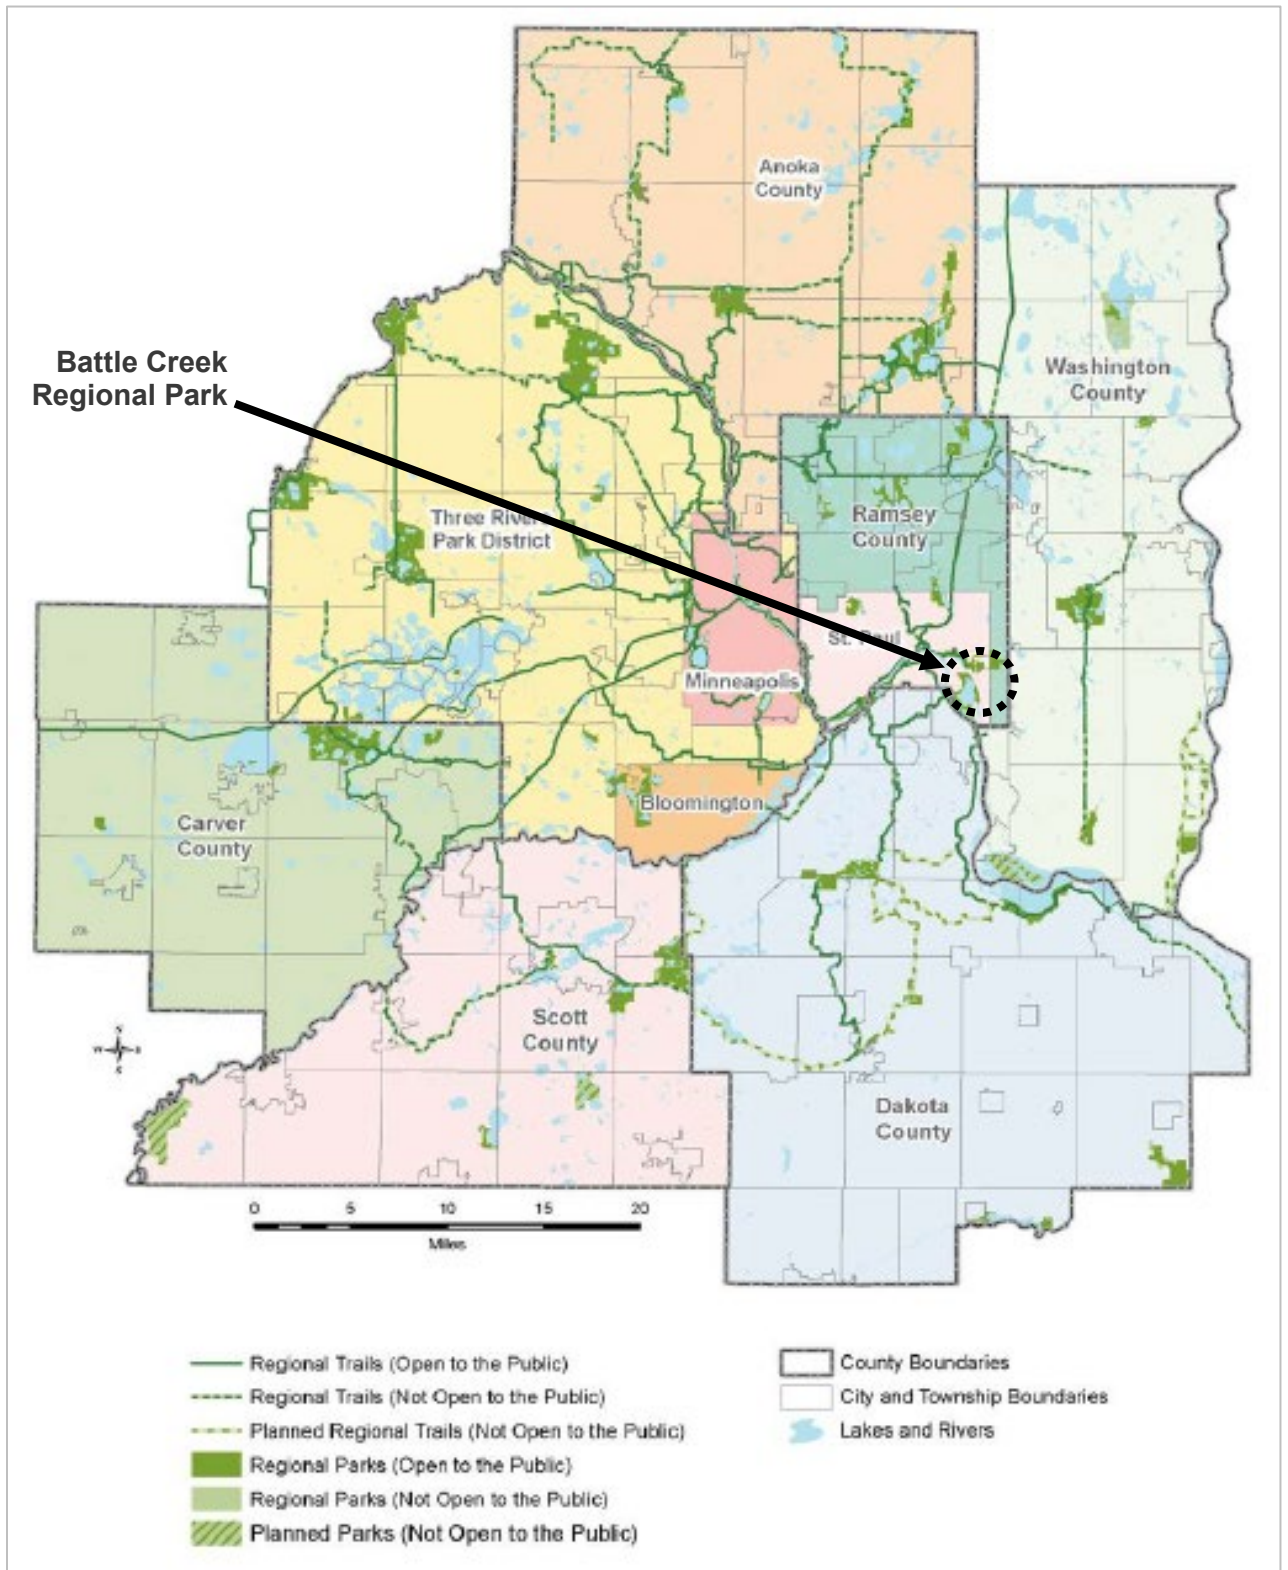 Anoka
County
Battle Creek
Regional Park
Washington
County
Three Rivers
Park District
Ramsey
County
St. Paul
Minneapolis
Bloomington
Carver
County
Scott
County
Dakota
County
N
W E
S
0 5 10 15 20
Miles
Regional Trails (Open to the Public)
Regional Trails (Not Open to the Public)
Planned Regional Trails (Not Open to the Public)
Regional Parks (Open to the Public)
Regional Parks (Not Open to the Public)
Planned Parks (Not Open to the Public)
County Boundaries
City and Township Boundaries
Lakes and Rivers